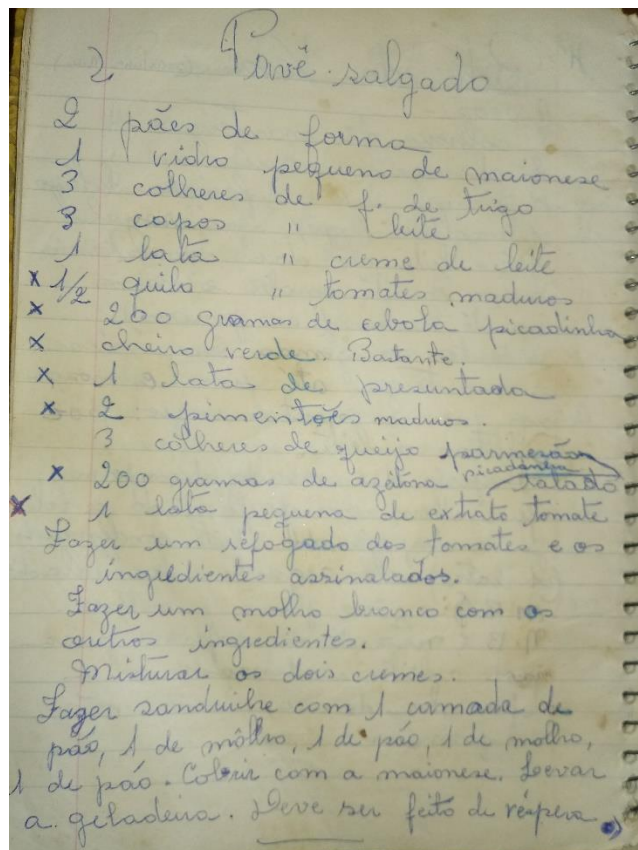 2 Pavê salgado
2 pães de forma
1 vidro pequeno de maionese
3 colheres de f. de trigo
3 copos " leite
1 lata " creme de leite
x 1/2 quilo " tomates maduros
x 200 gramas de cebola picadinha
x cheiro verde. Bastante.
x 1 lata de presuntada
x 2 pimentões maduros.
3 colheres de queijo parmezão
ralado
x 200 gramas de azeitona picadinha
x 1 lata pequena de extrato tomate
Fazer um refogado dos tomates e os
ingredientes assinalados.
Fazer um molho branco com os
outros ingredientes.
Misturar os dois cremes.
Fazer sanduiche com 1 camada de
pão, 1 de môlho, 1 de pão, 1 de molho,
1 de pão. Cobrir com a maionese. Levar
a geladeira. Deve ser feito de véspera.